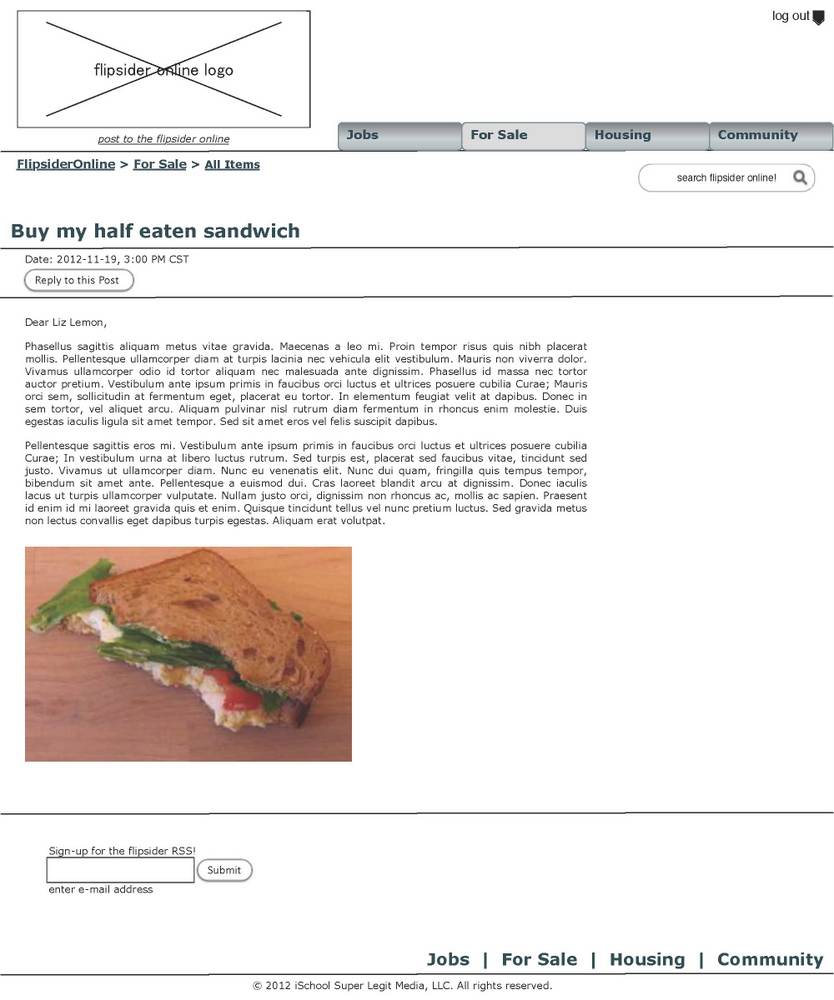 log out
flipsider online logo
post to the flipsider online
Jobs
For Sale
Housing
Community
FlipsiderOnline > For Sale > All Items
search flipsider online!
Buy my half eaten sandwich
Date: 2012-11-19, 3:00 PM CST
Reply to this Post
Dear Liz Lemon,
Phasellus sagittis aliquam metus vitae gravida. Maecenas a leo mi. Proin tempor risus quis nibh placerat
mollis. Pellentesque ullamcorper diam at turpis lacinia nec vehicula elit vestibulum. Mauris non viverra dolor.
Vivamus ullamcorper odio id tortor aliquam nec malesuada ante dignissim. Phasellus id massa nec tortor
auctor pretium. Vestibulum ante ipsum primis in faucibus orci luctus et ultrices posuere cubilia Curae; Mauris
orci sem, sollicitudin at fermentum eget, placerat eu tortor. In elementum feugiat velit at dapibus. Donec in
sem tortor, vel aliquet arcu. Aliquam pulvinar nisl rutrum diam fermentum in rhoncus enim molestie. Duis
egestas iaculis ligula sit amet tempor. Sed sit amet eros vel felis suscipit dapibus.
Pellentesque sagittis eros mi. Vestibulum ante ipsum primis in faucibus orci luctus et ultrices posuere cubilia
Curae; In vestibulum urna at libero luctus rutrum. Sed turpis est, placerat sed faucibus vitae, tincidunt sed
justo. Vivamus ut ullamcorper diam. Nunc eu venenatis elit. Nunc dui quam, fringilla quis tempus tempor,
bibendum sit amet ante. Pellentesque a euismod dui. Cras laoreet blandit arcu at dignissim. Donec iaculis
lacus ut turpis ullamcorper vulputate. Nullam justo orci, dignissim non rhoncus ac, mollis ac sapien. Praesent
id enim id mi laoreet gravida quis et enim. Quisque tincidunt tellus vel nunc pretium luctus. Sed gravida metus
non lectus convallis eget dapibus turpis egestas. Aliquam erat volutpat.
Sign-up for the flipsider RSS!
Submit
enter e-mail address
Jobs | For Sale | Housing | Community
© 2012 iSchool Super Legit Media, LLC. All rights reserved.